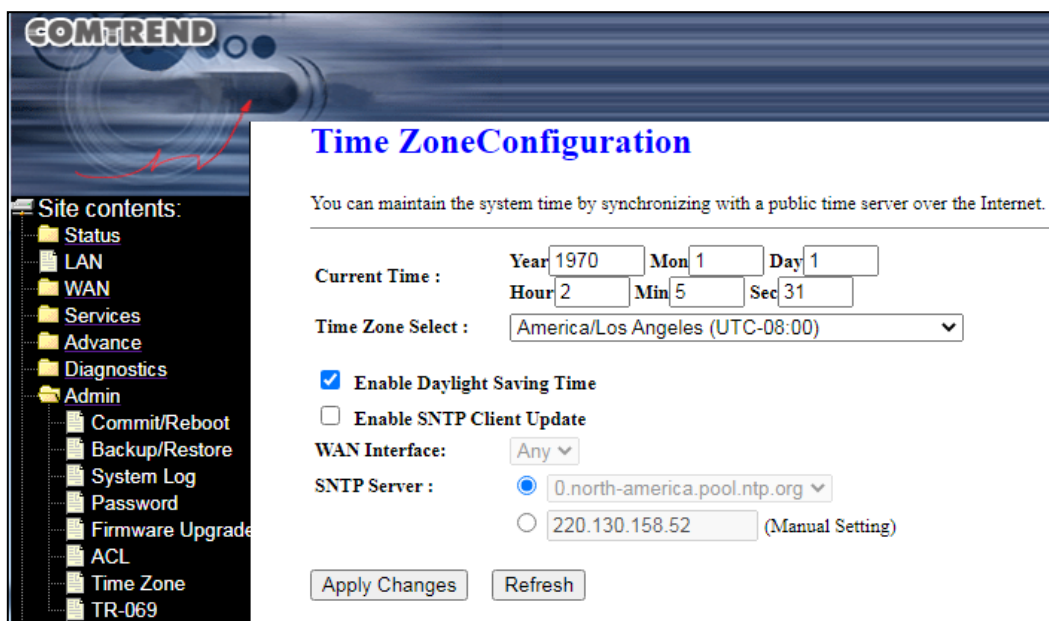 COMTREND
Time ZoneConfiguration
You can maintain the system time by synchronizing with a public time server over the Internet.
Site contents:
Status
LAN
WAN
Services
Advance
Diagnostics
Admin
Commit/Reboot
Backup/Restore
System Log
Password
Firmware Upgrade
ACL
Time Zone
TR-069
Current Time :
Year 1970 Mon 1 Day 1
Hour 2 Min 5 Sec 31
Time Zone Select : America/Los Angeles (UTC-08:00)
Enable Daylight Saving Time
Enable SNTP Client Update
WAN Interface: Any
SNTP Server : 0.north-america.pool.ntp.org
220.130.158.52 (Manual Setting)
Apply Changes Refresh